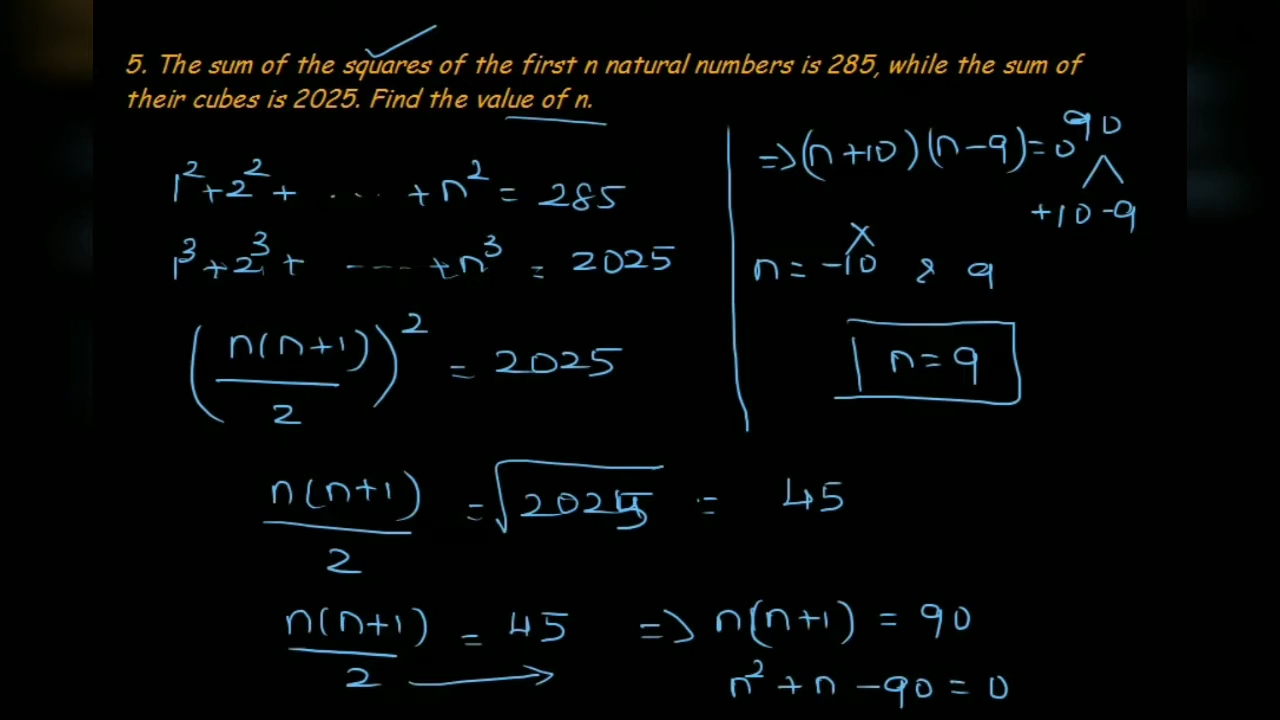 5. The sum of the squares of the first n natural numbers is 285, while the sum of
their cubes is 2025. Find the value of n.
1² + 2² + ..... + n² = 285
1³ + 2³ + ----... + n³ = 2025
(n(n+1)/2)² = 2025
n(n+1)/2 = √2025 = 45
n(n+1)/2 = 45 ⇒ n(n+1) = 90
n² + n - 90 = 0
⇒ (n+10)(n-9) = 0
90
+10 -9
n = -10 & 9
n = 9